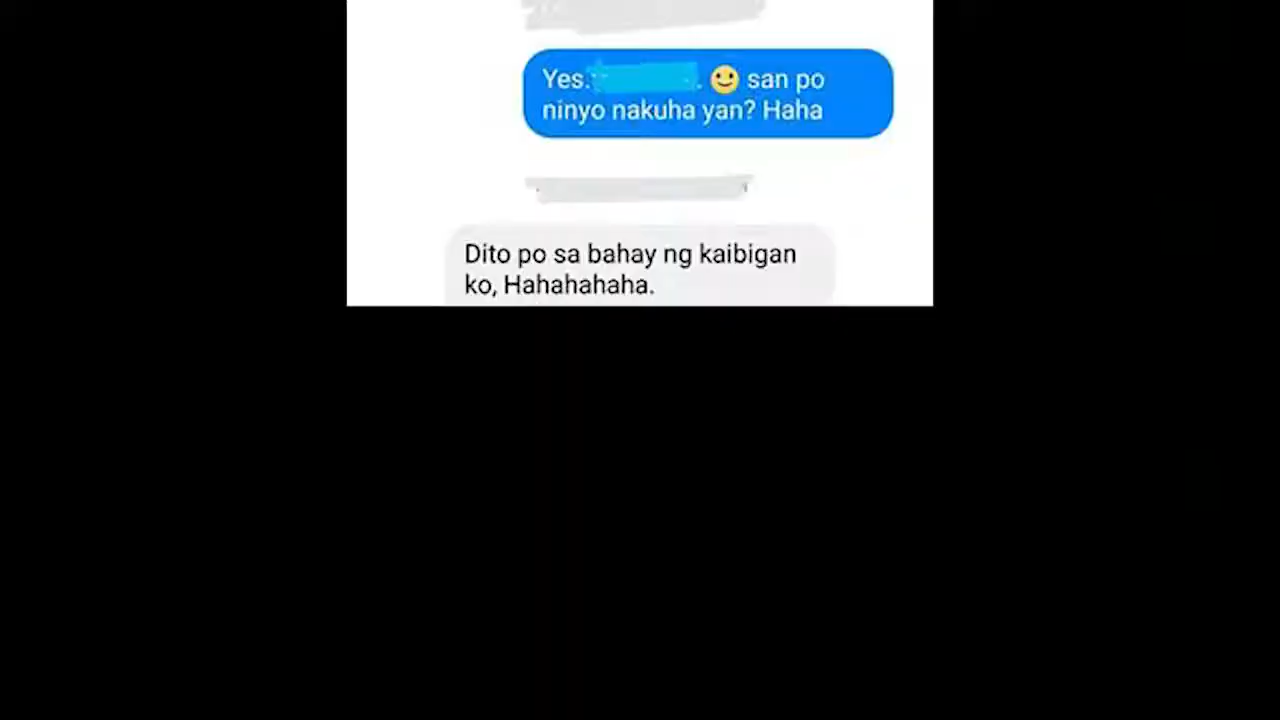 Yes. 🙂 san po
ninyo nakuha yan? Haha
Dito po sa bahay ng kaibigan
ko, Hahahahaha.